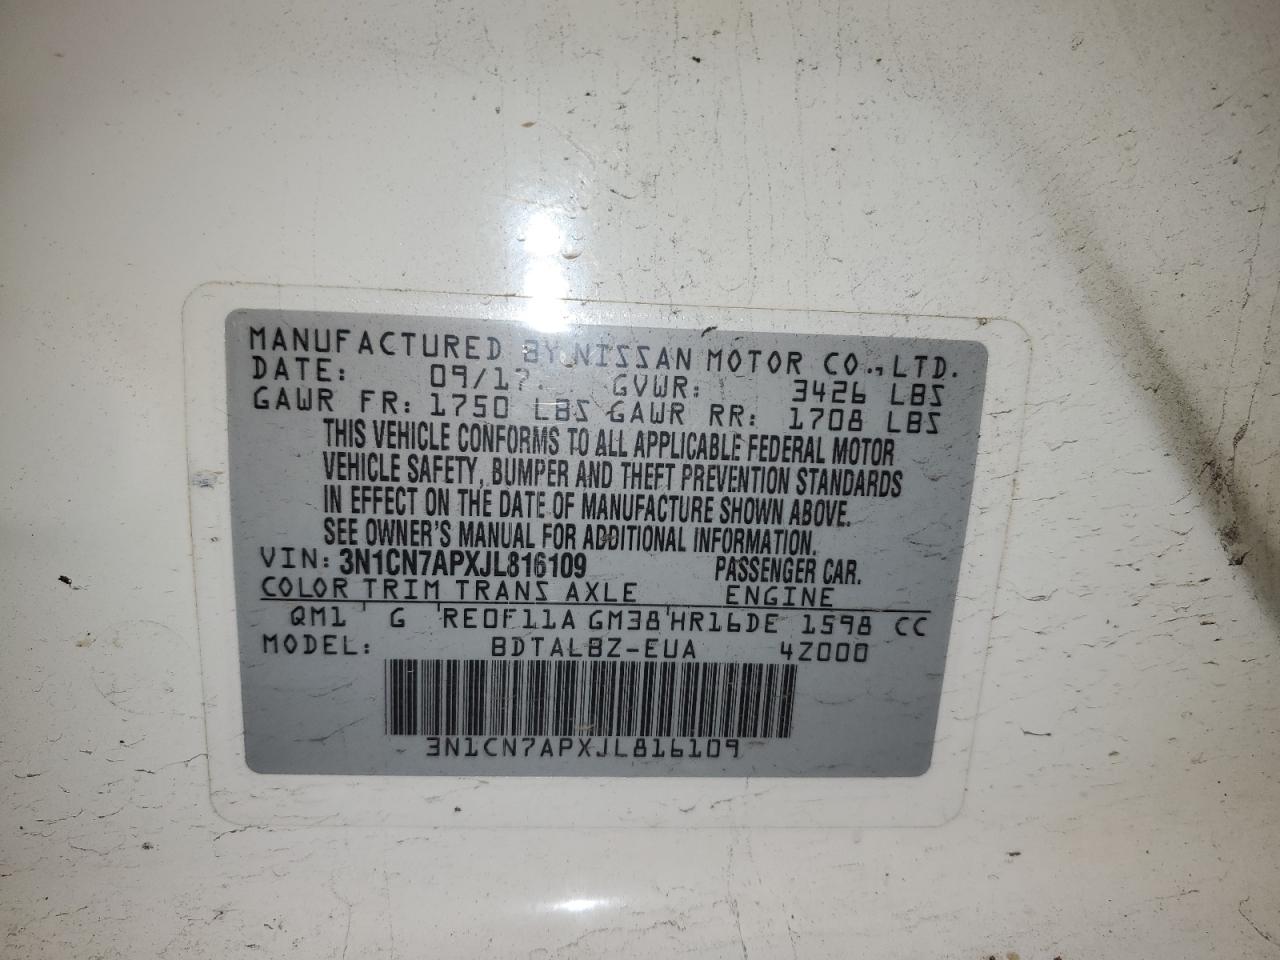 MANUFACTURED BY NISSAN MOTOR CO., LTD.
DATE: 09/17. GVWR: 3426 LBS
GAWR FR: 1750 LBS GAWR RR: 1708 LBS
THIS VEHICLE CONFORMS TO ALL APPLICABLE FEDERAL MOTOR
VEHICLE SAFETY, BUMPER AND THEFT PREVENTION STANDARDS
IN EFFECT ON THE DATE OF MANUFACTURE SHOWN ABOVE.
SEE OWNER'S MANUAL FOR ADDITIONAL INFORMATION.
VIN: 3N1CN7APXJL816109 PASSENGER CAR.
COLOR TRIM TRANS AXLE ENGINE
QM1 ' G ' RE0F11A GM38 ' HR16DE 1598 CC
MODEL: BDTALBZ-EUA 4Z000
3N1CN7APXJL816109